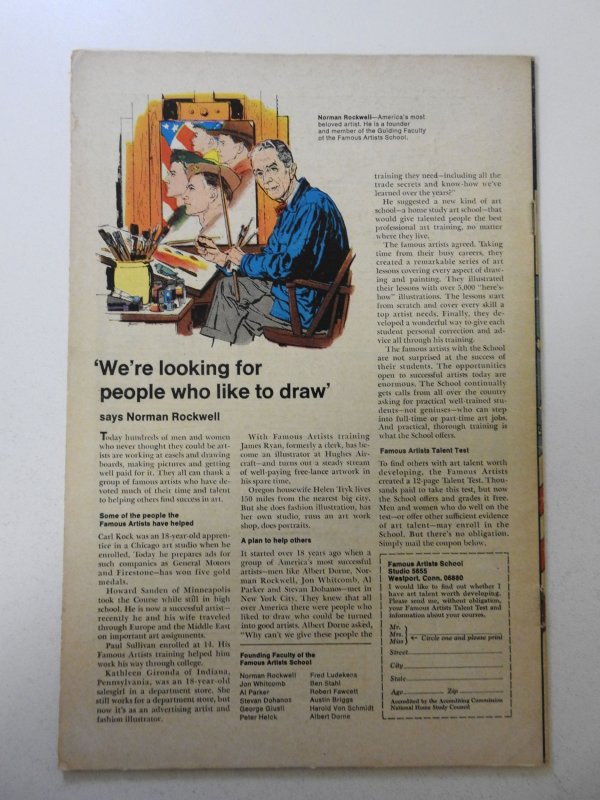 Norman Rockwell—America's most
beloved artist. He is a founder
and member of the Guiding Faculty
of the Famous Artists School.
'We're looking for
people who like to draw'
says Norman Rockwell
Today hundreds of men and women
who never thought they could be art-
ists are working at easels and drawing
boards, making pictures and getting
well paid for it. They all can thank a
group of famous artists who have de-
voted much of their time and talent
to helping others find success in art.
Some of the people the
Famous Artists have helped
Carl Kock was an 18-year-old appren-
tice in a Chicago art studio when he
enrolled. Today he prepares ads for
such companies as General Motors
and Firestone—has won five gold
medals.
Howard Sanden of Minneapolis
took the Course while still in high
school. He is now a successful artist—
recently he and his wife traveled
through Europe and the Middle East
on important art assignments.
Paul Sullivan enrolled at 14. His
Famous Artists training helped him
work his way through college.
Kathleen Gironda of Indiana,
Pennsylvania, was an 18-year-old
salesgirl in a department store. She
still works for a department store, but
now it's as an advertising artist and
fashion illustrator.
With Famous Artists training
James Ryan, formerly a clerk, has be-
come an illustrator at Hughes Air-
craft—and turns out a steady stream
of well-paying free-lance artwork in
his spare time.
Oregon housewife Helen Tryk lives
150 miles from the nearest big city.
But she does fashion illustration, has
her own studio, runs an art work
shop, does portraits.
A plan to help others
It started over 18 years ago when a
group of America's most successful
artists—men like Albert Dorne, Nor-
man Rockwell, Jon Whitcomb, Al
Parker and Stevan Dohanos—met in
New York City. They knew that all
over America there were people who
liked to draw who could be turned
into good artists. Albert Dorne asked,
"Why can't we give these people the
Founding Faculty of the
Famous Artists School
Norman Rockwell
Jon Whitcomb
Al Parker
Stevan Dohanos
George Giusti
Peter Helck
Fred Ludekens
Ben Stahl
Robert Fawcett
Austin Briggs
Harold Von Schmidt
Albert Dorne
training they need—including all the
trade secrets and know-how we've
learned over the years?"
He suggested a new kind of art
school—a home study art school—that
would give talented people the best
professional art training, no matter
where they live.
The famous artists agreed. Taking
time from their busy careers, they
created a remarkable series of art
lessons covering every aspect of draw-
ing and painting. They illustrated
their lessons with over 5,000 "here's-
how" illustrations. The lessons start
from scratch and cover every skill a
top artist needs. Finally, they de-
veloped a wonderful way to give each
student personal correction and ad-
vice all through his training.
The famous artists with the School
are not surprised at the success of
their students. The opportunities
open to successful artists today are
enormous. The School continually
gets calls from all over the country
asking for practical well-trained stu-
dents—not geniuses—who can step
into full-time or part-time art jobs.
And practical, thorough training is
what the School offers.
Famous Artists Talent Test
To find others with art talent worth
developing, the Famous Artists
created a 12-page Talent Test. Thou-
sands paid to take this test, but now
the School offers and grades it free.
Men and women who do well on the
test—or offer other sufficient evidence
of art talent—may enroll in the
School. But there's no obligation.
Simply mail the coupon below.
Famous Artists School
Studio 5655
Westport, Conn. 06880
I would like to find out whether I
have art talent worth developing.
Please send me, without obligation,
your Famous Artists Talent Test and
information about your courses.
Mr.
Mrs. Circle one and please print
Miss
Street
City
State
Age Zip
Accredited by the Accrediting Commission
National Home Study Council